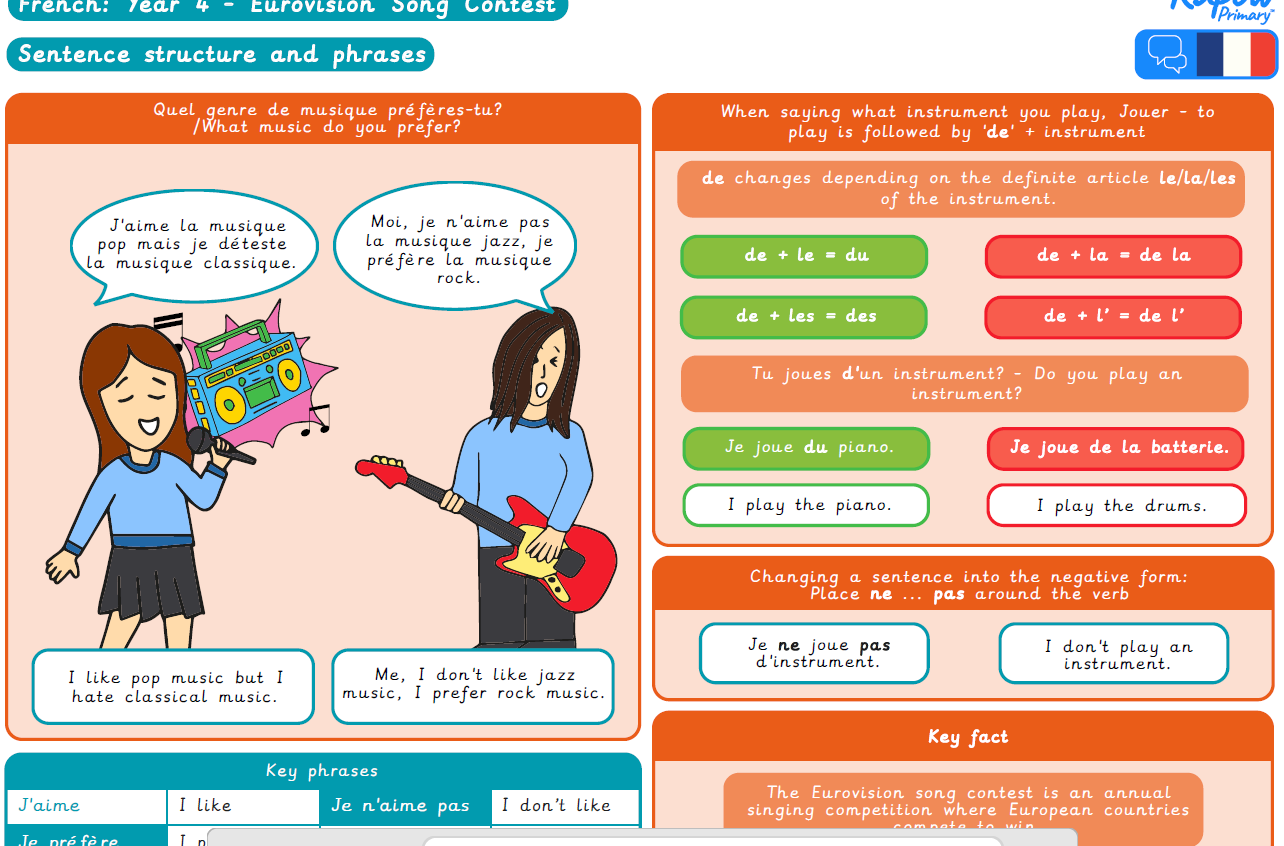 French: Year 4 - Eurovision Song Contest
Kapow
Primary™
Sentence structure and phrases
Quel genre de musique préfères-tu?
/What music do you prefer?
J'aime la musique
pop mais je déteste
la musique classique.
Moi, je n'aime pas
la musique jazz, je
préfère la musique
rock.
I like pop music but I
hate classical music.
Me, I don't like jazz
music, I prefer rock music.
Key phrases
J'aime
I like
Je n'aime pas
I don't like
Je préfère
When saying what instrument you play, Jouer - to
play is followed by 'de' + instrument
de changes depending on the definite article le/la/les
of the instrument.
de + le = du
de + la = de la
de + les = des
de + l' = de l'
Tu joues d'un instrument? - Do you play an
instrument?
Je joue du piano.
Je joue de la batterie.
I play the piano.
I play the drums.
Changing a sentence into the negative form:
Place ne ... pas around the verb
Je ne joue pas
d'instrument.
I don't play an
instrument.
Key fact
The Eurovision song contest is an annual
singing competition where European countries
compete to win